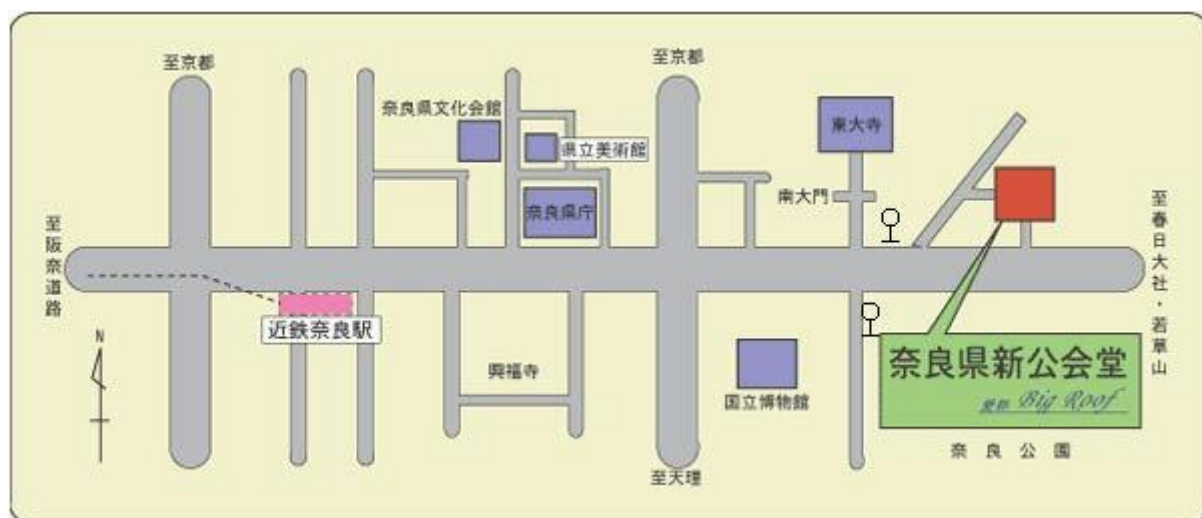 至京都
至京都
奈良県文化会館
県立美術館
東大寺
奈良県庁
南大門
至阪奈道路
至春日大社・若草山
近鉄奈良駅
N
興福寺
国立博物館
奈良県新公会堂
愛称 Big Roof
奈良公園
至天理